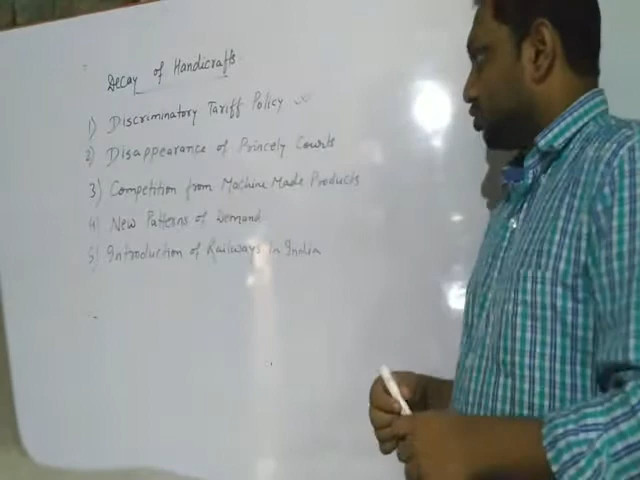 Decay of Handicrafts
1) Discriminatory Tariff Policy
2) Disappearance of Princely Courts
3) Competition from Machine Made Products
4) New Patterns of Demand
5) Introduction of Railways in India